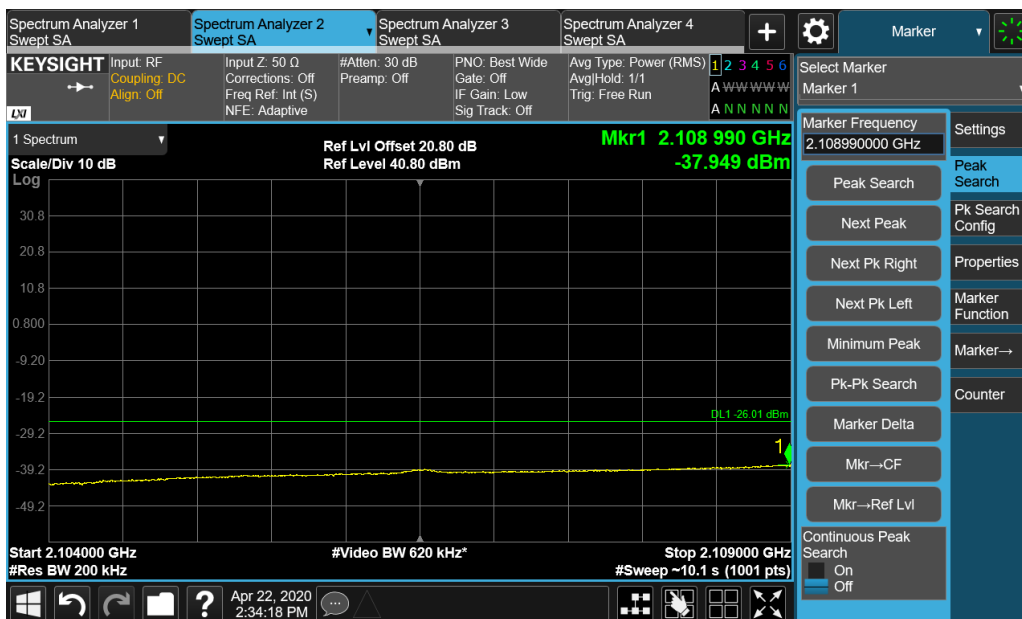 Spectrum Analyzer 1
Swept SA
Spectrum Analyzer 2
Swept SA
Spectrum Analyzer 3
Swept SA
Spectrum Analyzer 4
Swept SA
+
Marker
KEYSIGHT
LXI
Input: RF
Coupling: DC
Align: Off
Input Z: 50 Ω
Corrections: Off
Freq Ref: Int (S)
NFE: Adaptive
#Atten: 30 dB
Preamp: Off
PNO: Best Wide
Gate: Off
IF Gain: Low
Sig Track: Off
Avg Type: Power (RMS)
Avg|Hold: 1/1
Trig: Free Run
1 2 3 4 5 6
A W W W W W
A N N N N N
Select Marker
Marker 1
1 Spectrum
Scale/Div 10 dB
Log
Ref Lvl Offset 20.80 dB
Ref Level 40.80 dBm
Mkr1 2.108 990 GHz
-37.949 dBm
30.8
20.8
10.8
0.800
-9.20
-19.2
-29.2
-39.2
-49.2
DL1 -26.01 dBm
1
Start 2.104000 GHz
#Res BW 200 kHz
#Video BW 620 kHz*
Stop 2.109000 GHz
#Sweep ~10.1 s (1001 pts)
Marker Frequency
2.108990000 GHz
Peak Search
Next Peak
Next Pk Right
Next Pk Left
Minimum Peak
Pk-Pk Search
Marker Delta
Mkr→CF
Mkr→Ref Lvl
Continuous Peak
Search
On
Off
Settings
Peak
Search
Pk Search
Config
Properties
Marker
Function
Marker→
Counter
?
Apr 22, 2020
2:34:18 PM